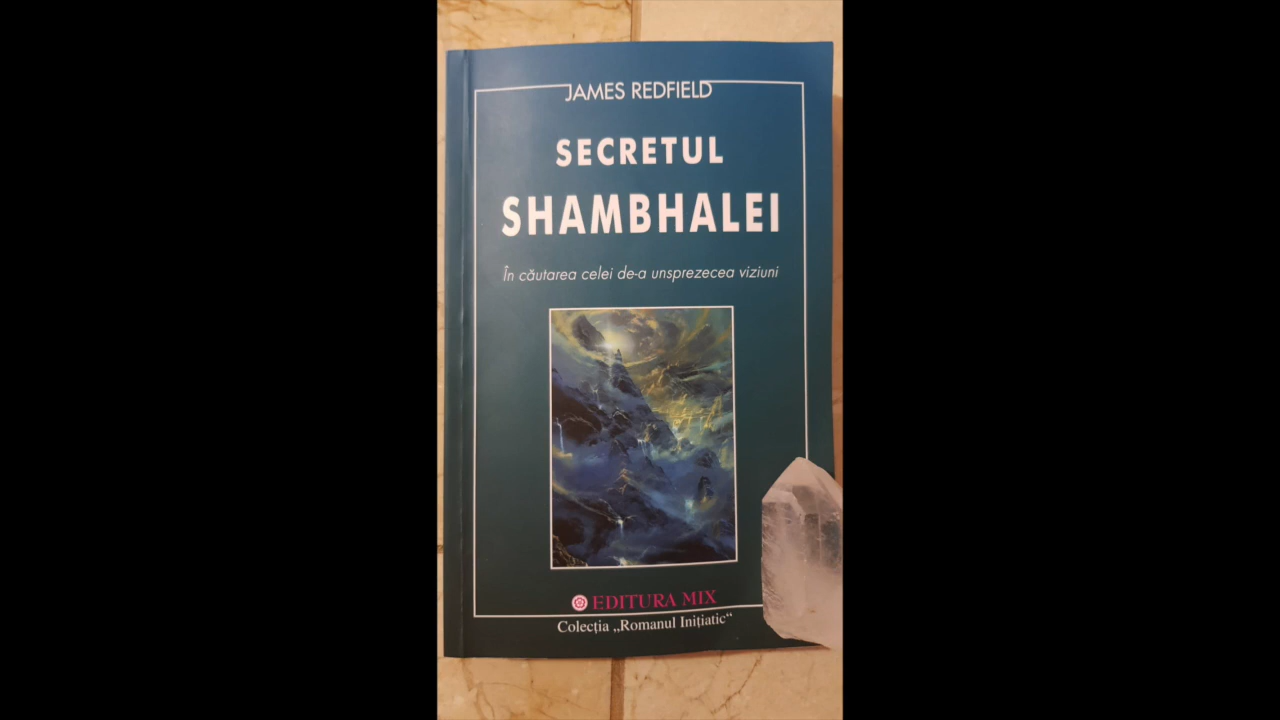 JAMES REDFIELD
SECRETUL
SHAMBHALEI
În căutarea celei de-a unsprezecea viziuni
EDITURA MIX
Colecția „Romanul Inițiatic“